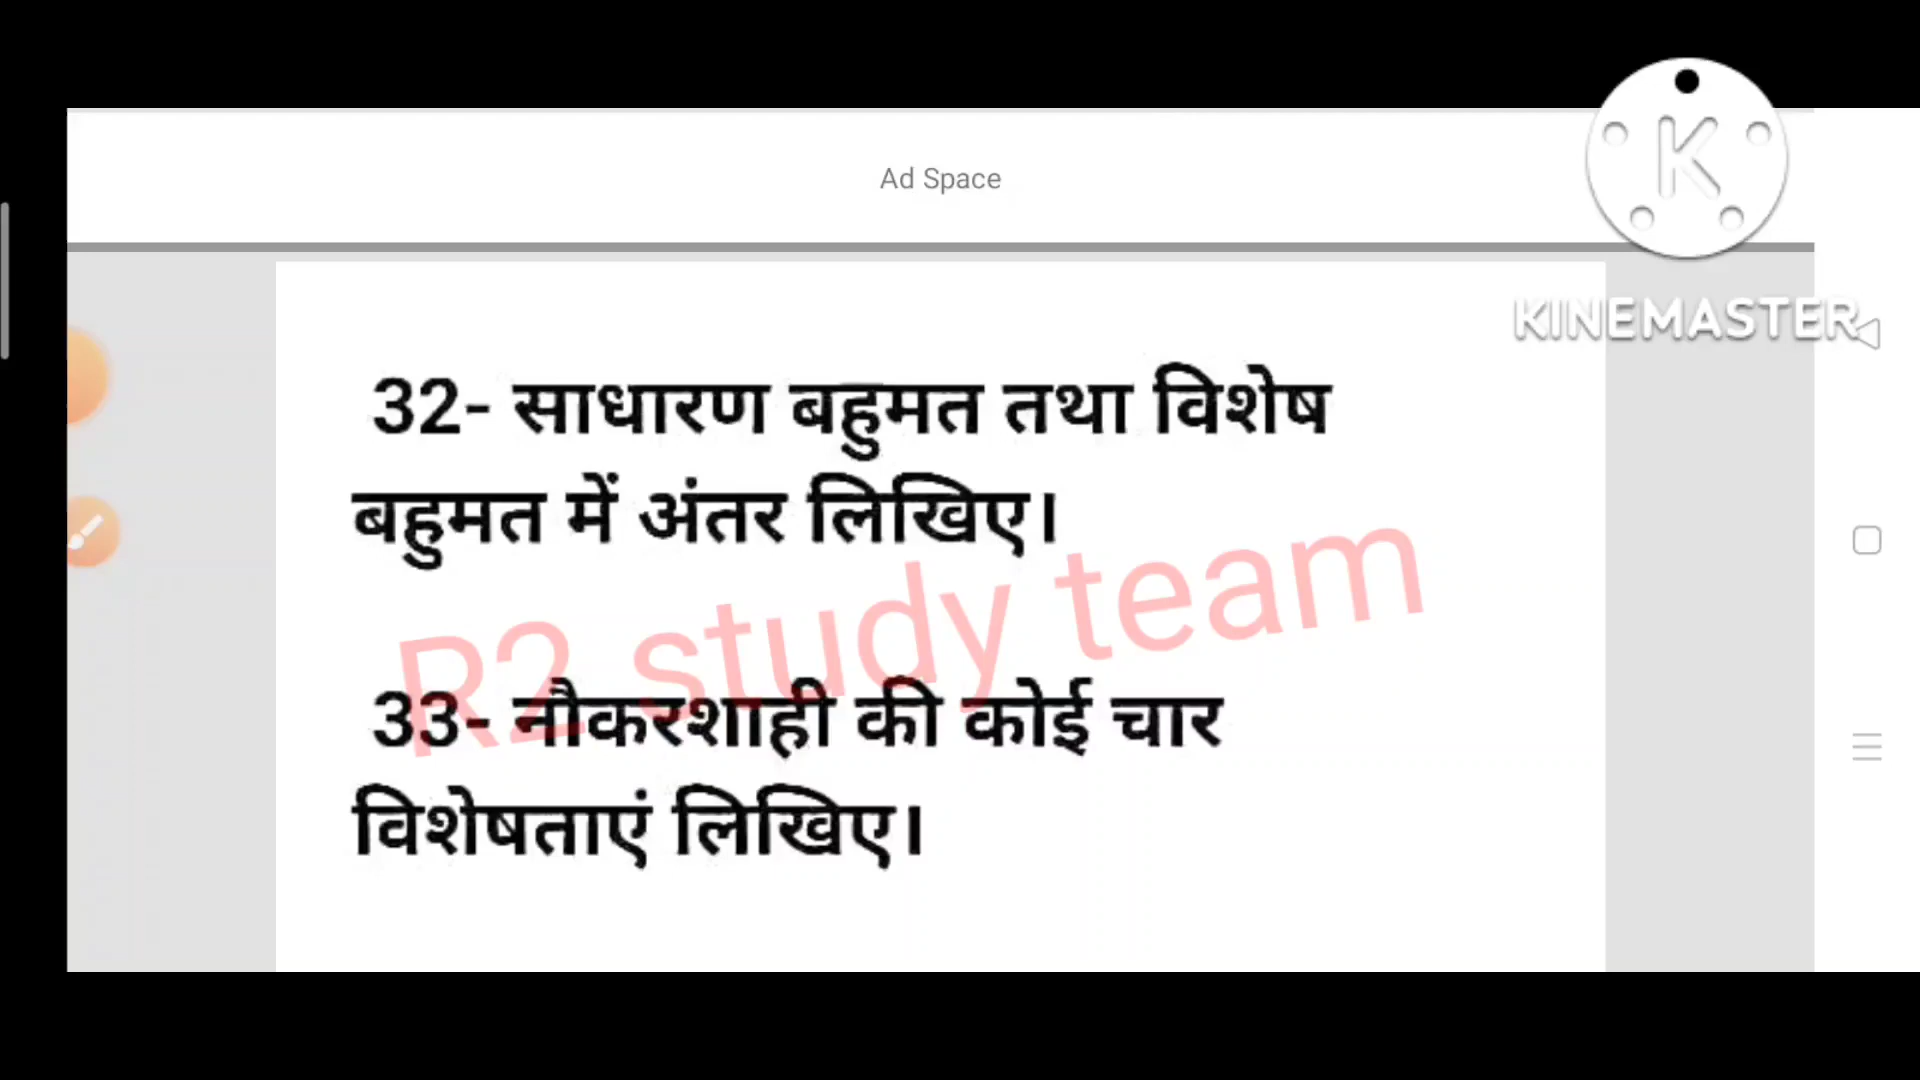 Ad Space
K
KINEMASTER
32- साधारण बहुमत तथा विशेष
बहुमत में अंतर लिखिए।
R2 study team
33- नौकरशाही की कोई चार
विशेषताएं लिखिए।